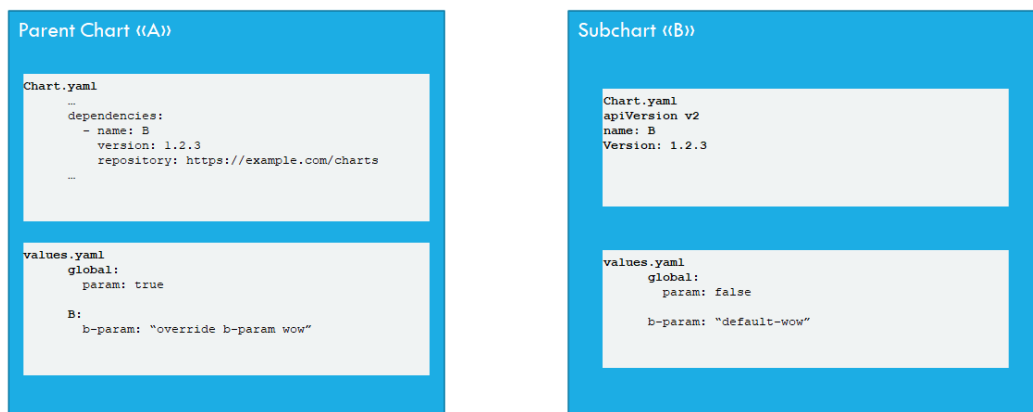 Parent Chart «A»
Chart.yaml
…
dependencies:
- name: B
version: 1.2.3
repository: https://example.com/charts
…
values.yaml
global:
param: true
B:
b-param: “override b-param wow”
Subchart «B»
Chart.yaml
apiVersion v2
name: B
Version: 1.2.3
values.yaml
global:
param: false
b-param: “default-wow”